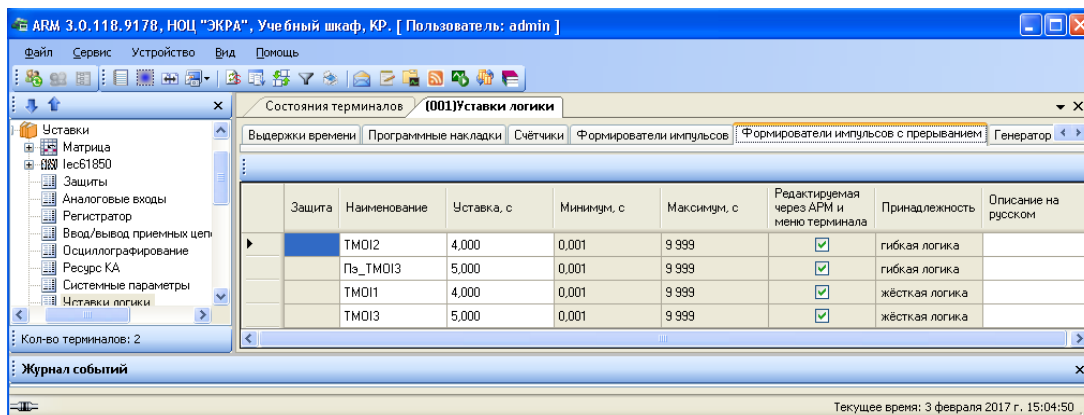 ARM 3.0.118.9178, НОЦ "ЭКРА", Учебный шкаф, КР. [ Пользователь: admin ]
Файл Сервис Устройство Вид Помощь
Состояния терминалов (001)Уставки логики
Выдержки времени Программные накладки Счётчики Формирователи импульсов Формирователи импульсов с прерыванием Генератор
Уставки
Матрица
Iec61850
Защиты
Аналоговые входы
Регистратор
Ввод/вывод приемных цепе
Осциллографирование
Ресурс КА
Системные параметры
Уставки логики
Кол-во терминалов: 2
Защита Наименование Уставка, с Минимум, с Максимум, с Редактируемая через АРМ и меню терминала Принадлежность Описание на русском
TMOI2 4,000 0,001 9 999 гибкая логика
Пэ_TMOI3 5,000 0,001 9 999 гибкая логика
TMOI1 4,000 0,001 9 999 жёсткая логика
TMOI3 5,000 0,001 9 999 жёсткая логика
Журнал событий
Текущее время: 3 февраля 2017 г. 15:04:50